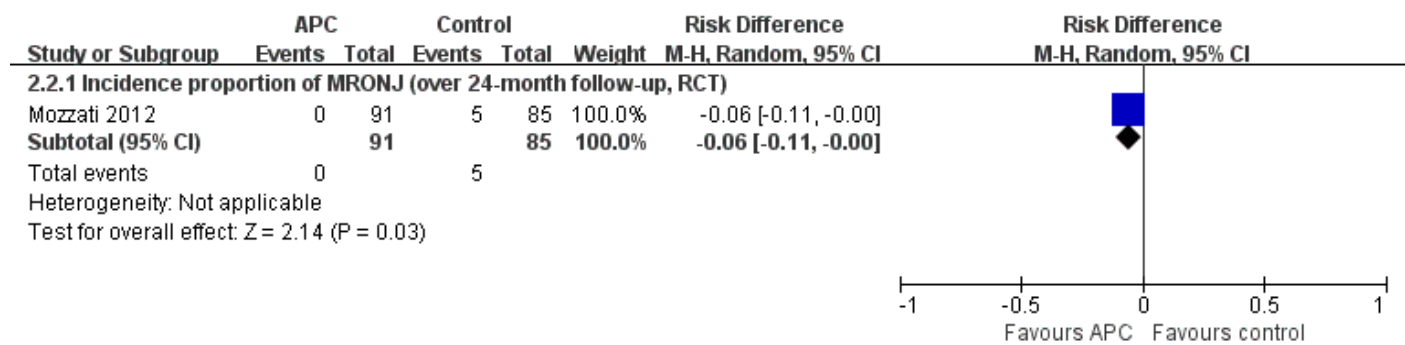 APC Control Risk Difference Risk Difference
Study or Subgroup Events Total Events Total Weight M-H, Random, 95% CI M-H, Random, 95% CI
2.2.1 Incidence proportion of MRONJ (over 24-month follow-up, RCT)
Mozzati 2012 0 91 5 85 100.0% -0.06 [-0.11, -0.00]
Subtotal (95% CI) 91 85 100.0% -0.06 [-0.11, -0.00]
Total events 0 5
Heterogeneity: Not applicable
Test for overall effect: Z = 2.14 (P = 0.03)
-1 -0.5 0 0.5 1
Favours APC Favours control